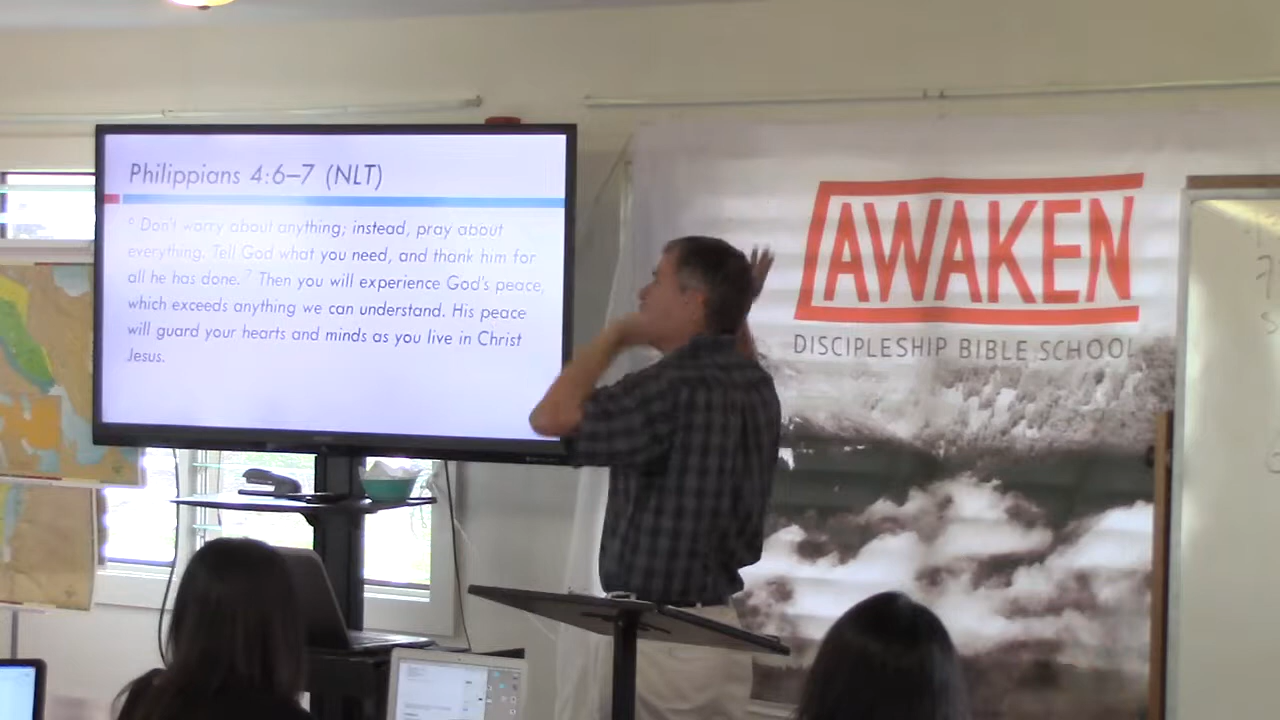 Philippians 4:6–7 (NLT)
6 Don't worry about anything; instead, pray about
everything. Tell God what you need, and thank him for
all he has done. 7 Then you will experience God's peace,
which exceeds anything we can understand. His peace
will guard your hearts and minds as you live in Christ
Jesus.
AWAKEN
DISCIPLESHIP BIBLE SCHOOL